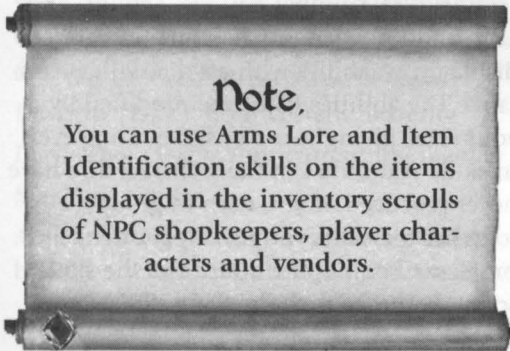 Note,
You can use Arms Lore and Item
Identification skills on the items
displayed in the inventory scrolls
of NPC shopkeepers, player char-
acters and vendors.